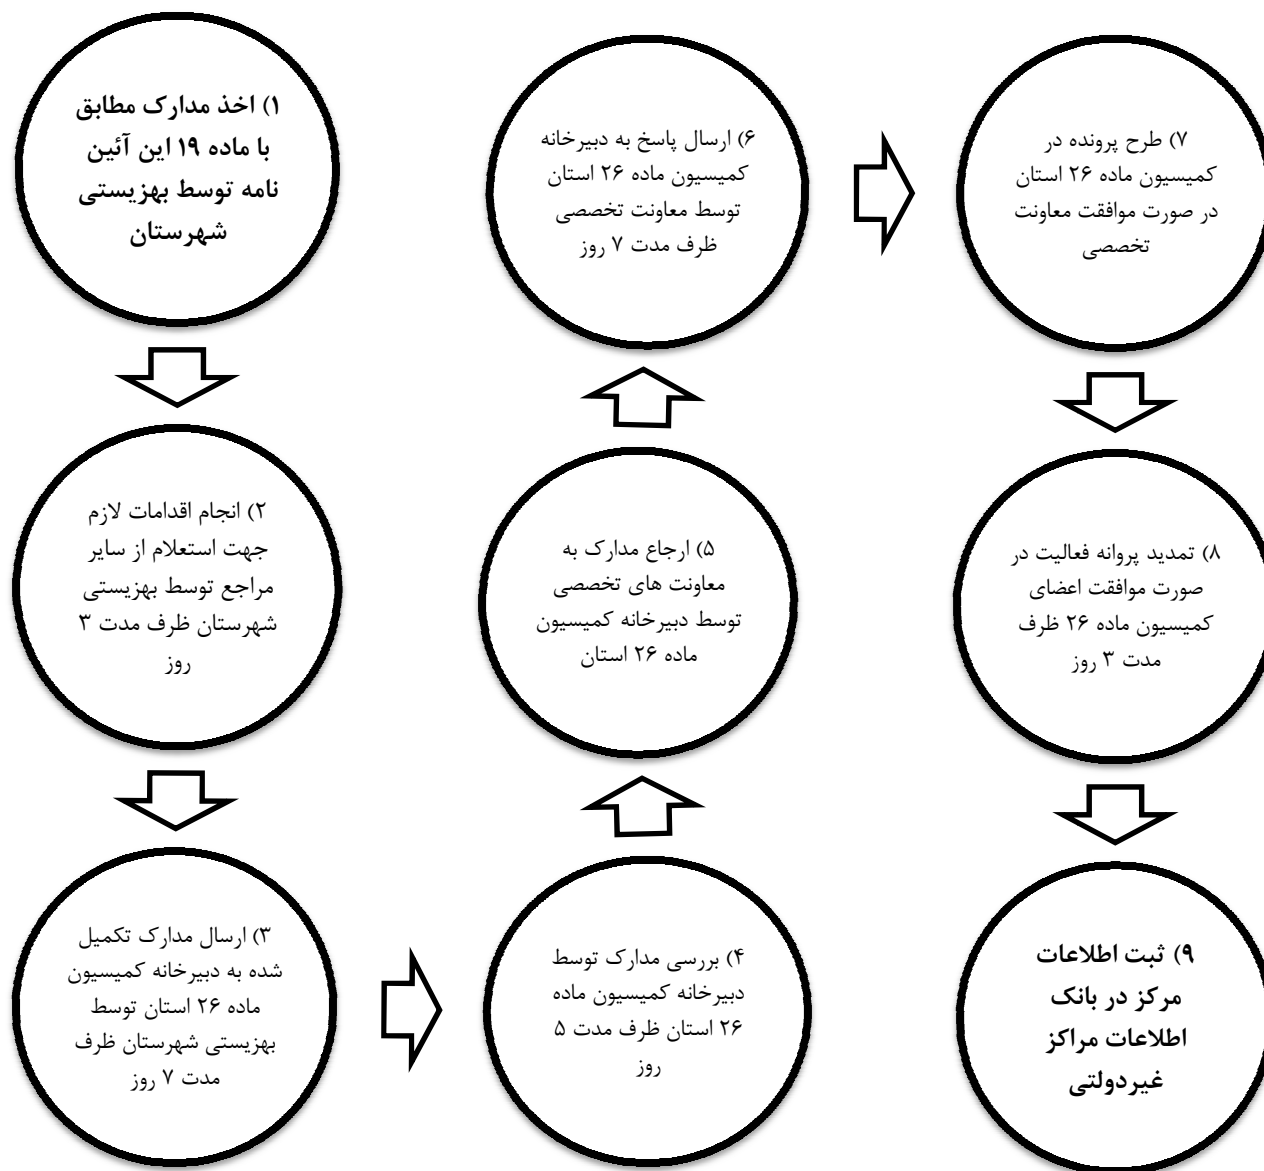 ۱) اخذ مدارک مطابق
با ماده ۱۹ این آئین
نامه توسط بهزیستی
شهرستان
۲) انجام اقدامات لازم
جهت استعلام از سایر
مراجع توسط بهزیستی
شهرستان ظرف مدت ۳
روز
۳) ارسال مدارک تکمیل
شده به دبیرخانه کمیسیون
ماده ۲۶ استان توسط
بهزیستی شهرستان ظرف
مدت ۷ روز
۴) بررسی مدارک توسط
دبیرخانه کمیسیون ماده
۲۶ استان ظرف مدت ۵
روز
۵) ارجاع مدارک به
معاونت های تخصصی
توسط دبیرخانه کمیسیون
ماده ۲۶ استان
۶) ارسال پاسخ به دبیرخانه
کمیسیون ماده ۲۶ استان
توسط معاونت تخصصی
ظرف مدت ۷ روز
۷) طرح پرونده در
کمیسیون ماده ۲۶ استان
در صورت موافقت معاونت
تخصصی
۸) تمدید پروانه فعالیت در
صورت موافقت اعضای
کمیسیون ماده ۲۶ ظرف
مدت ۳ روز
۹) ثبت اطلاعات
مرکز در بانک
اطلاعات مراکز
غیردولتی